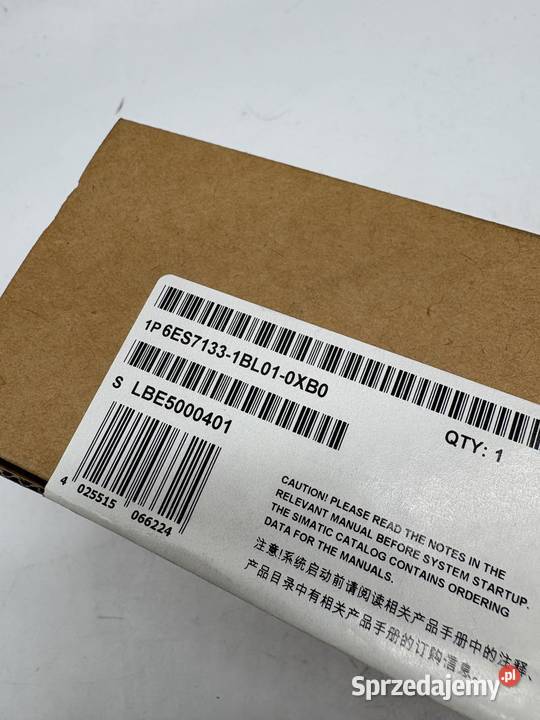 1P 6ES7133-1BL01-0XB0
S LBE5000401
QTY: 1
4 025515 066224
CAUTION! PLEASE READ THE NOTES IN THE
RELEVANT MANUAL BEFORE SYSTEM STARTUP.
THE SIMATIC CATALOG CONTAINS ORDERING
DATA FOR THE MANUALS.
注意!系统启动前请阅读相关产品手册中的注释、
产品目录中有相关产品手册的订购信息。
Sprzedajemy.pl